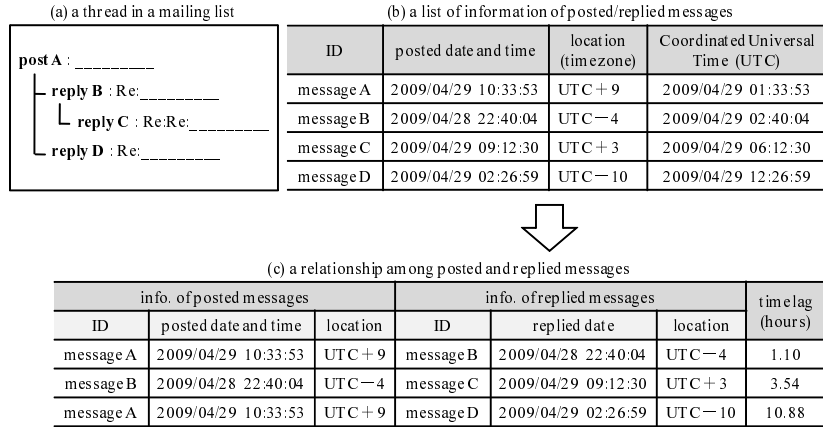 (a) a thread in a mailing list
post A : _________
reply B : Re:_________
reply C : Re:Re:_________
reply D : Re:_________
(b) a list of information of posted/replied messages
ID posted date and time location (timezone) Coordinated Universal Time (UTC)
message A 2009/04/29 10:33:53 UTC+9 2009/04/29 01:33:53
message B 2009/04/28 22:40:04 UTC-4 2009/04/29 02:40:04
message C 2009/04/29 09:12:30 UTC+3 2009/04/29 06:12:30
message D 2009/04/29 02:26:59 UTC-10 2009/04/29 12:26:59
(c) a relationship among posted and replied messages
info. of posted messages info. of replied messages time lag (hours)
ID posted date and time location ID replied date location
message A 2009/04/29 10:33:53 UTC+9 message B 2009/04/28 22:40:04 UTC-4 1.10
message B 2009/04/28 22:40:04 UTC-4 message C 2009/04/29 09:12:30 UTC+3 3.54
message A 2009/04/29 10:33:53 UTC+9 message D 2009/04/29 02:26:59 UTC-10 10.88